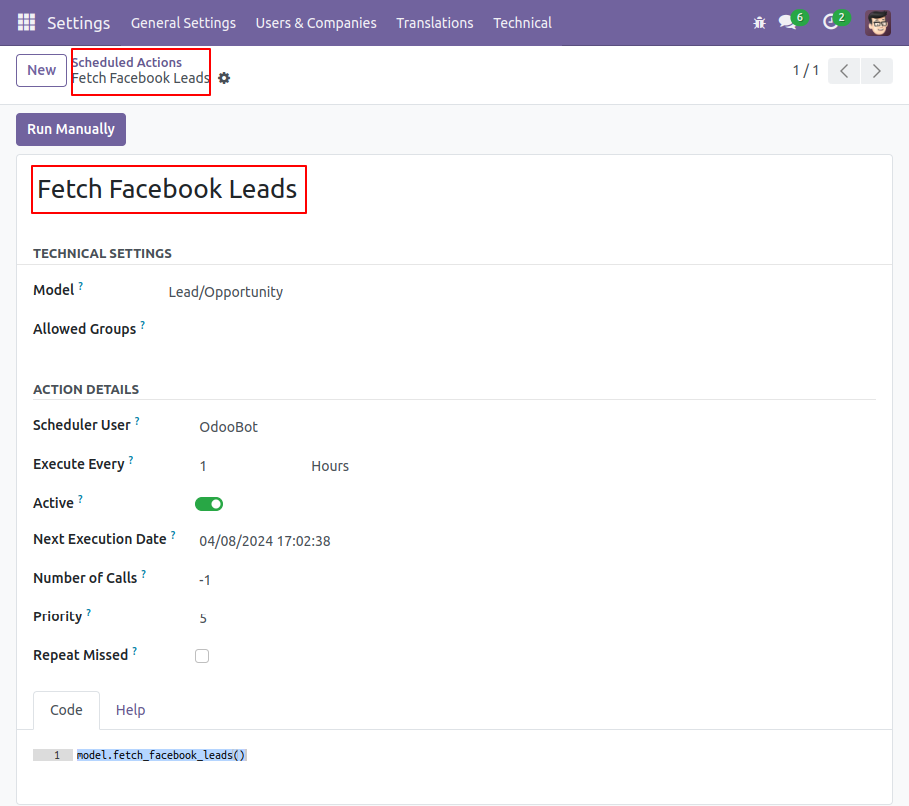 Settings General Settings Users & Companies Translations Technical 6 2
New Scheduled Actions
Fetch Facebook Leads 1 / 1
Run Manually
Fetch Facebook Leads
TECHNICAL SETTINGS
Model ? Lead/Opportunity
Allowed Groups ?
ACTION DETAILS
Scheduler User ? OdooBot
Execute Every ? 1 Hours
Active ?
Next Execution Date ? 04/08/2024 17:02:38
Number of Calls ? -1
Priority ? 5
Repeat Missed ?
Code Help
1 model.fetch_facebook_leads()